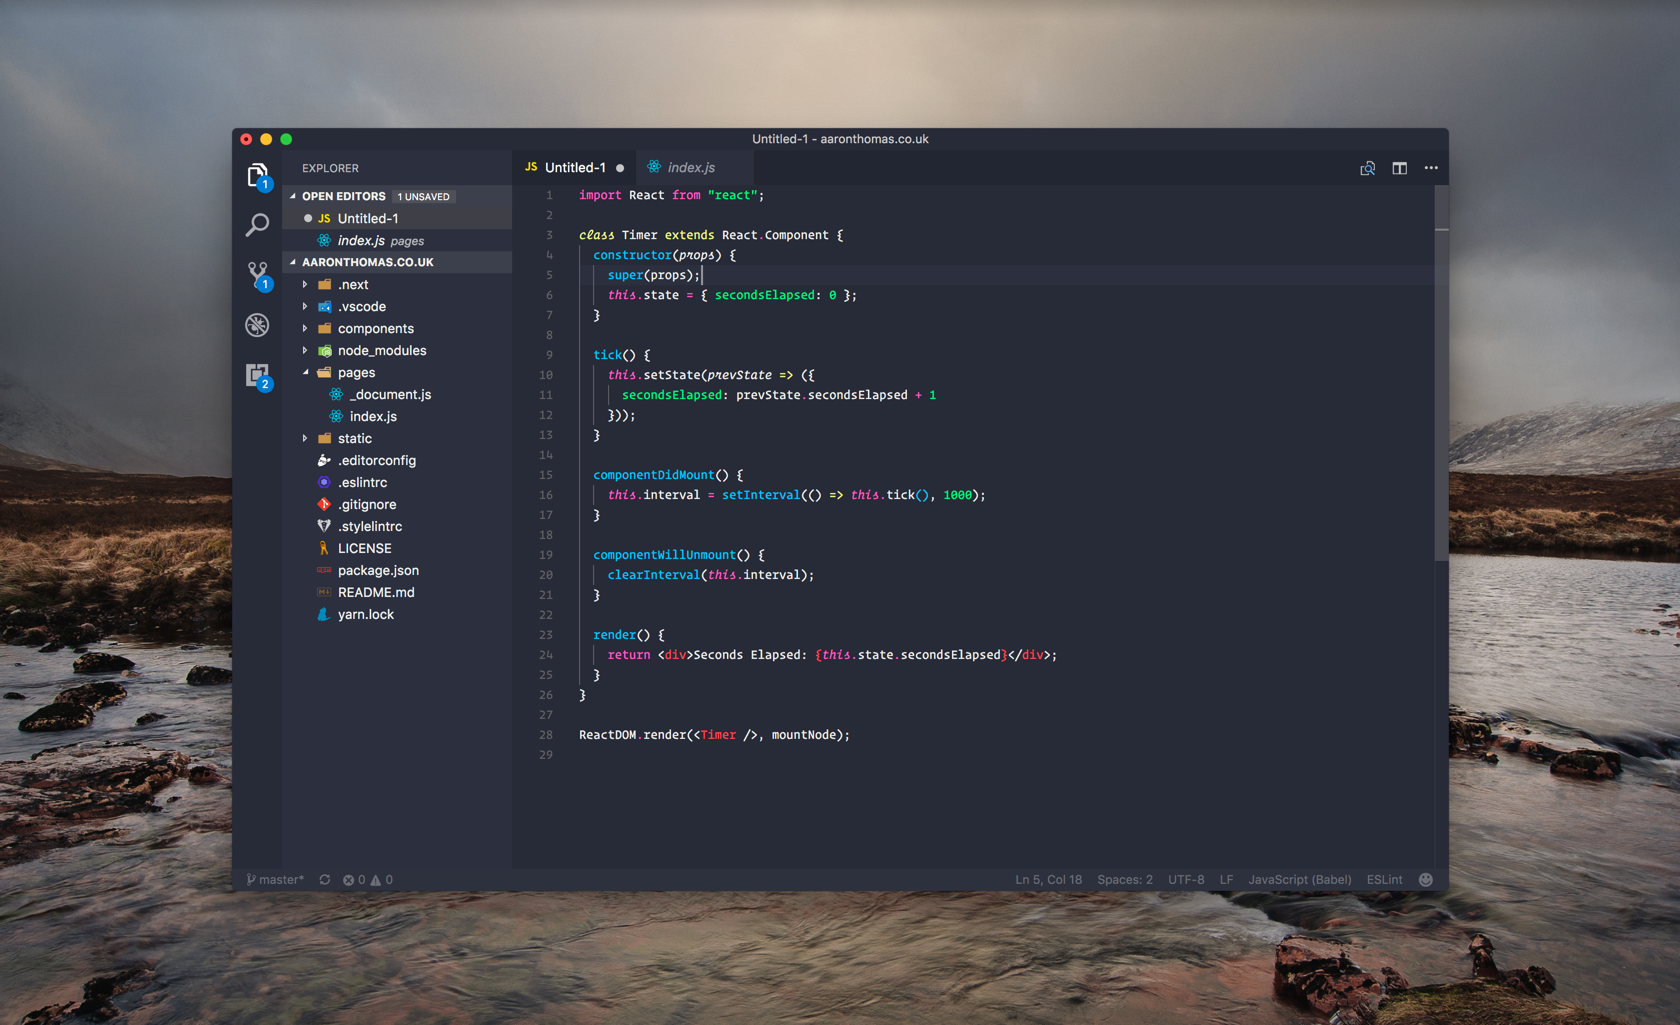 Untitled-1 - aaronthomas.co.uk
EXPLORER
OPEN EDITORS 1 UNSAVED
JS Untitled-1
index.js pages
AARONTHOMAS.CO.UK
.next
.vscode
components
node_modules
pages
_document.js
index.js
static
.editorconfig
.eslintrc
.gitignore
.stylelintrc
LICENSE
package.json
README.md
yarn.lock
1
1
2
JS Untitled-1
index.js
1 import React from "react";
2
3 class Timer extends React.Component {
4 constructor(props) {
5 super(props);
6 this.state = { secondsElapsed: 0 };
7 }
8
9 tick() {
10 this.setState(prevState => ({
11 secondsElapsed: prevState.secondsElapsed + 1
12 }));
13 }
14
15 componentDidMount() {
16 this.interval = setInterval(() => this.tick(), 1000);
17 }
18
19 componentWillUnmount() {
20 clearInterval(this.interval);
21 }
22
23 render() {
24 return <div>Seconds Elapsed: {this.state.secondsElapsed}</div>;
25 }
26 }
27
28 ReactDOM.render(<Timer />, mountNode);
29
master* 0 0 Ln 5, Col 18 Spaces: 2 UTF-8 LF JavaScript (Babel) ESLint